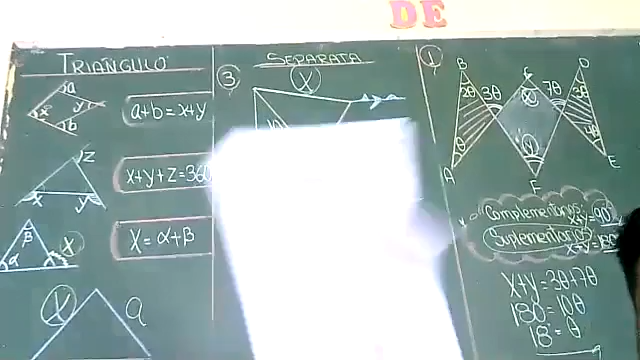 DE
TRIANGULO
a
x
y
b
a+b=x+y
z
x
y
x+y+z=360
β
α
x
X=α+β
X
a
SEPARATA
3
X
1
B
D
2θ
3θ
7θ
3θ
X
θ
y
4θ
A
E
F
Complementarios:
x+y=90°
Suplementarios
x+y=180
x+y=3θ+7θ
180=10θ
18=θ